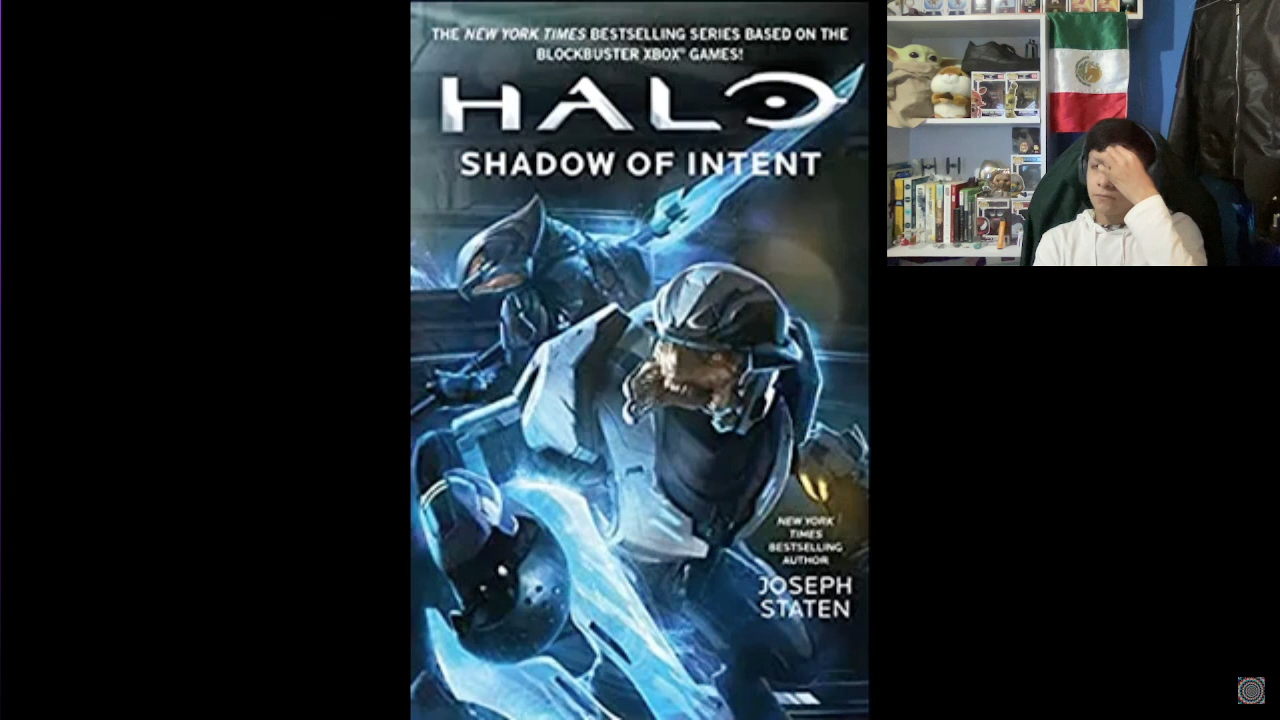 THE NEW YORK TIMES BESTSELLING SERIES BASED ON THE
BLOCKBUSTER XBOX® GAMES!
HALO
SHADOW OF INTENT
NEW YORK
TIMES
BESTSELLING
AUTHOR
JOSEPH
STATEN